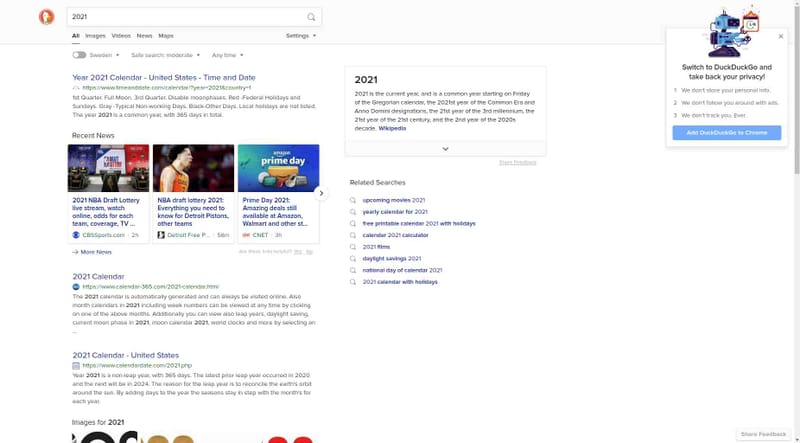 2021
All Images Videos News Maps Settings
Sweden Safe search: moderate Any time
Year 2021 Calendar - United States - Time and Date
https://www.timeanddate.com/calendar/?year=2021&country=1
1st Quarter. Full Moon. 3rd Quarter. Disable moonphases. Red -Federal Holidays and
Sundays. Gray -Typical Non-working Days. Black-Other Days. Local holidays are not listed.
The year 2021 is a common year, with 365 days in total.
Recent News
2021 NBA Draft Lottery
live stream, watch
online, odds for each
team, coverage, TV ...
CBSSports.com · 2h
NBA draft lottery 2021:
Everything you need to
know for Detroit Pistons,
other teams
Detroit Free P... · 56m
amazon
prime day
Prime Day 2021:
Amazing deals still
available at Amazon,
Walmart and other st...
CNET · 3h
More News
Are these links helpful? Yes No
2021 Calendar
https://www.calendar-365.com/2021-calendar.html
The 2021 calendar is automatically generated and can always be visited online. Also
month calendars in 2021 including week numbers can be viewed at any time by clicking
on one of the above months. Additionally you can view also leap years, daylight saving,
current moon phase in 2021, moon calendar 2021, world clocks and more by selecting an
...
2021 Calendar - United States
https://www.calendardate.com/2021.php
Year 2021 is a non-leap year, with 365 days. The latest prior leap year occurred in 2020
and the next will be in 2024. The reason for the leap year is to reconcile the earth's orbit
around the sun. By adding days to the year the seasons stay in step with the month's for
each year.
Images for 2021
2021
2021 is the current year, and is a common year starting on Friday
of the Gregorian calendar, the 2021st year of the Common Era and
Anno Domini designations, the 21st year of the 3rd millennium, the
21st year of the 21st century, and the 2nd year of the 2020s
decade. Wikipedia
Share Feedback
Related Searches
upcoming movies 2021
yearly calendar for 2021
free printable calendar 2021 with holidays
calendar 2021 calculator
2021 films
daylight savings 2021
national day of calendar 2021
2021 calendar with holidays
Switch to DuckDuckGo and
take back your privacy!
1 We don't store your personal info.
2 We don't follow you around with ads.
3 We don't track you. Ever.
Add DuckDuckGo to Chrome
Share Feedback